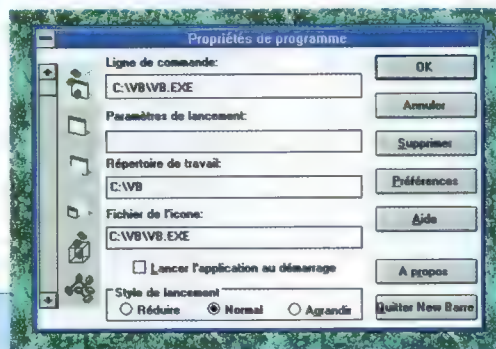 Propriétés de programme
Ligne de commande:
C:\VB\VB.EXE
Paramètres de lancement:
Répertoire de travail:
C:\VB
Fichier de l'icone:
C:\VB\VB.EXE
Lancer l'application au démarrage
Style de lancement
Réduire Normal Agrandir
OK
Annuler
Supprimer
Préférences
Aide
A propos
Quitter New Barre